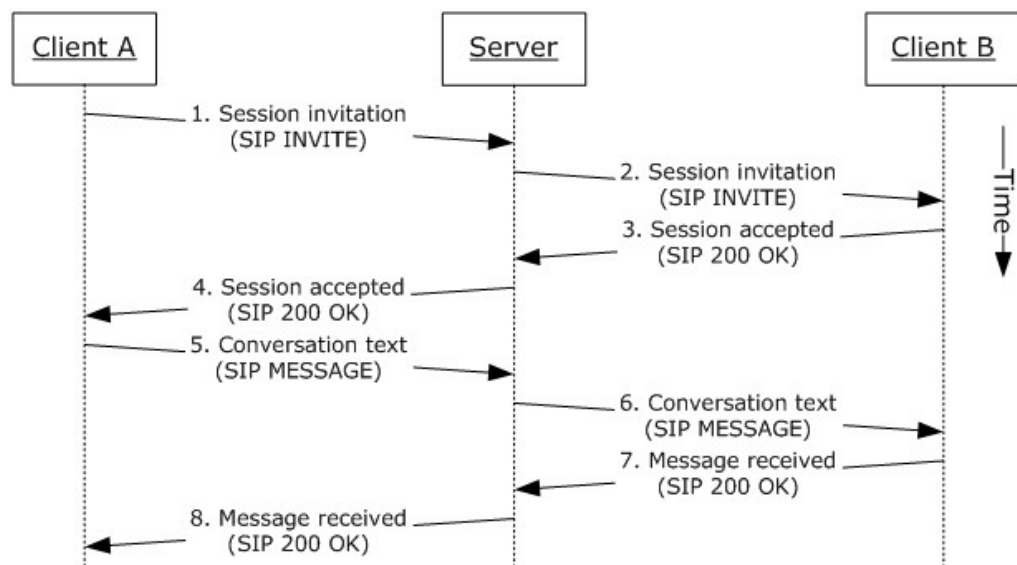 Client A
Server
Client B
1. Session invitation
(SIP INVITE)
2. Session invitation
(SIP INVITE)
Time
3. Session accepted
(SIP 200 OK)
4. Session accepted
(SIP 200 OK)
5. Conversation text
(SIP MESSAGE)
6. Conversation text
(SIP MESSAGE)
7. Message received
(SIP 200 OK)
8. Message received
(SIP 200 OK)